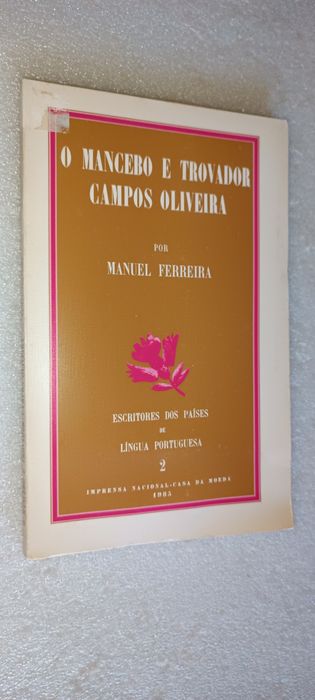 O MANCEBO E TROVADOR
CAMPOS OLIVEIRA
POR
MANUEL FERREIRA
ESCRITORES DOS PAÍSES
DE
LÍNGUA PORTUGUESA
2
IMPRENSA NACIONAL-CASA DA MOEDA
1985